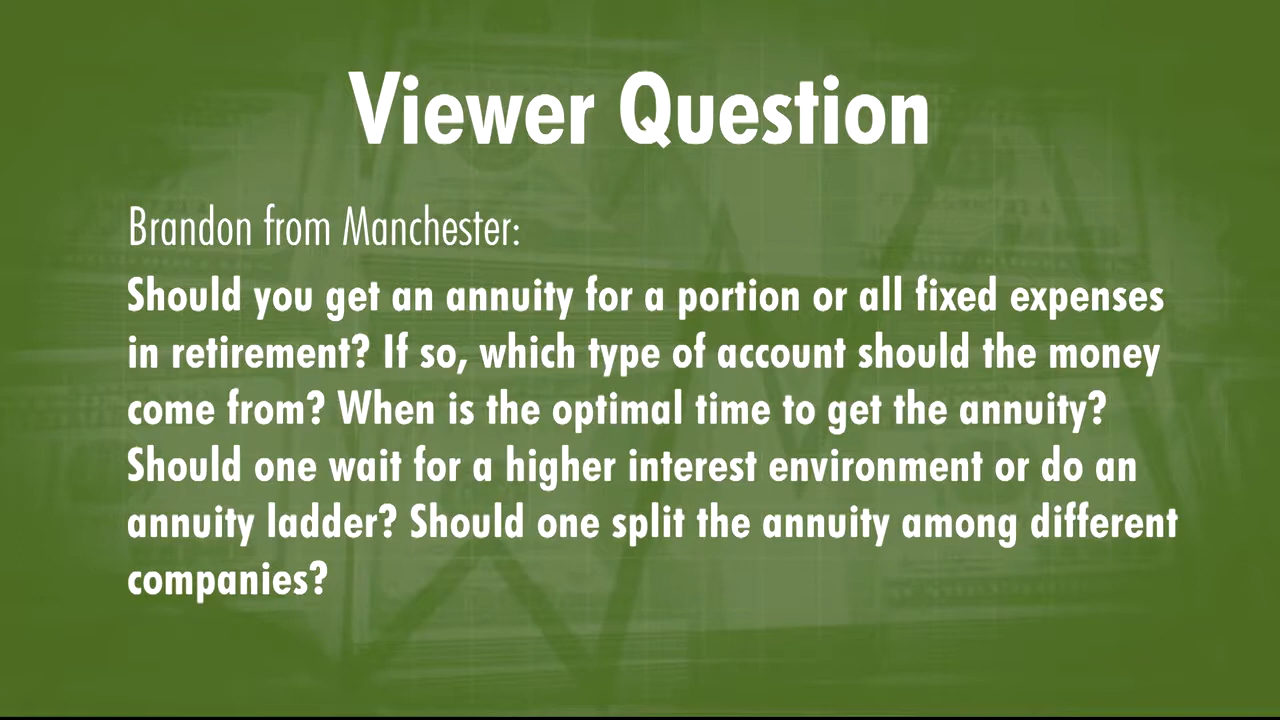 Viewer Question
Brandon from Manchester:
Should you get an annuity for a portion or all fixed expenses
in retirement? If so, which type of account should the money
come from? When is the optimal time to get the annuity?
Should one wait for a higher interest environment or do an
annuity ladder? Should one split the annuity among different
companies?